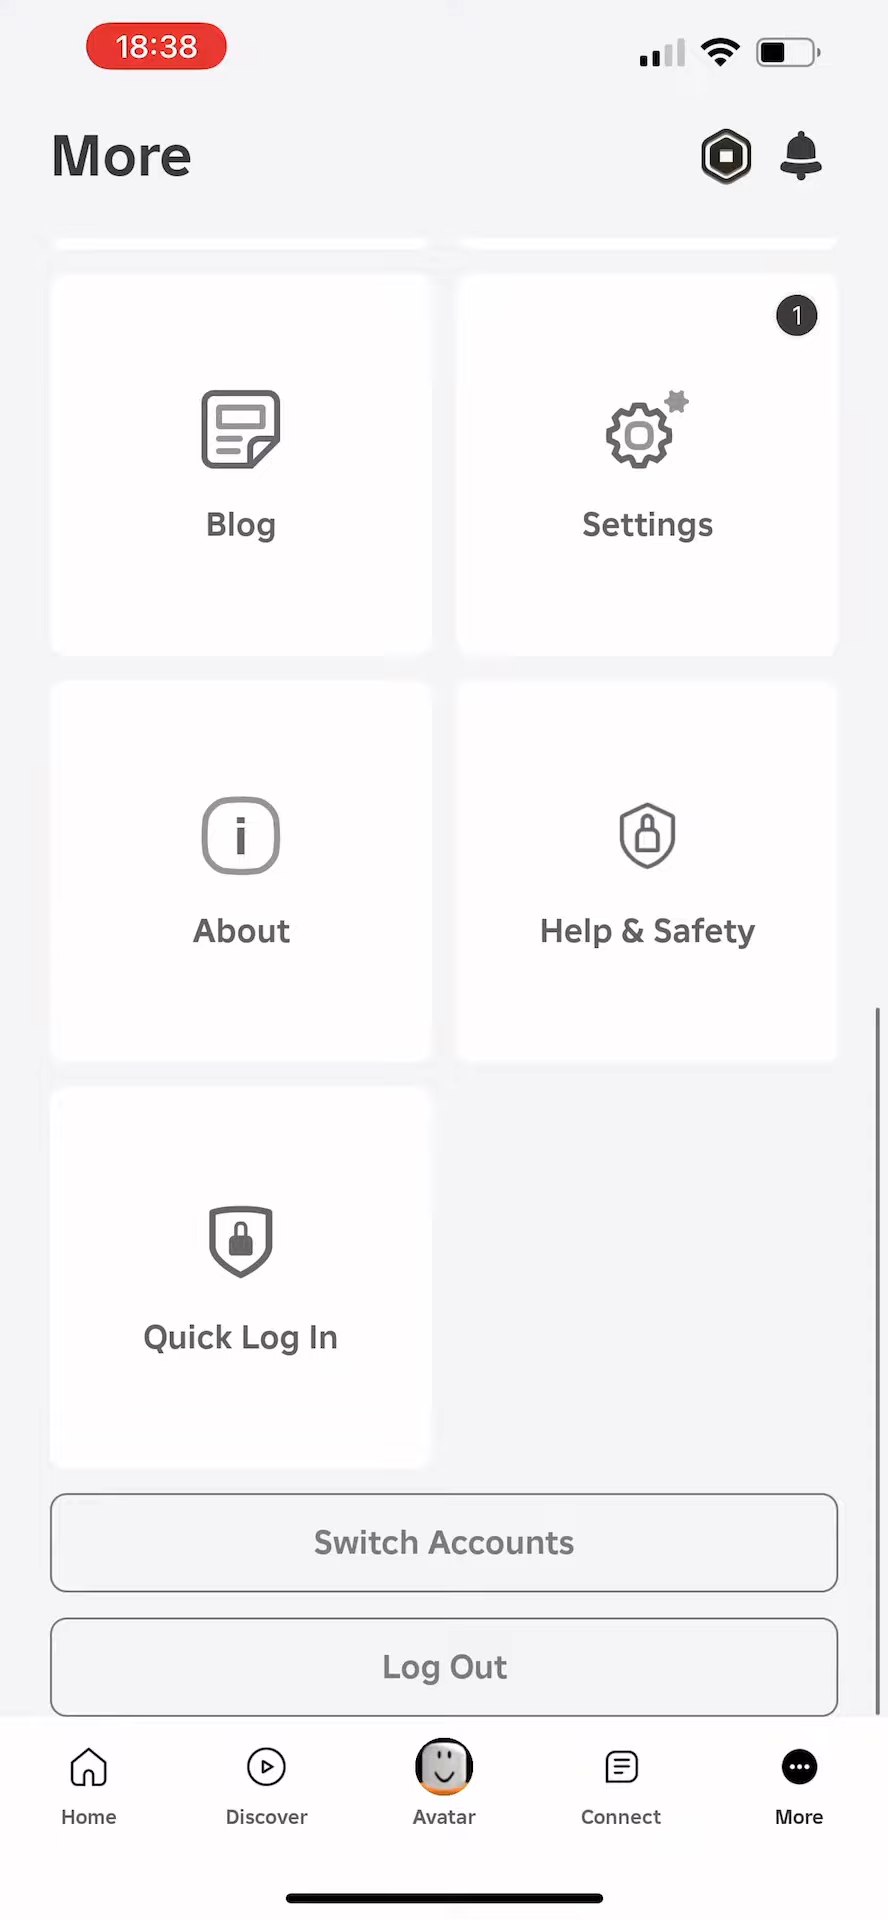 18:38
More
1
Blog
Settings
About
Help & Safety
Quick Log In
Switch Accounts
Log Out
Home
Discover
Avatar
Connect
More